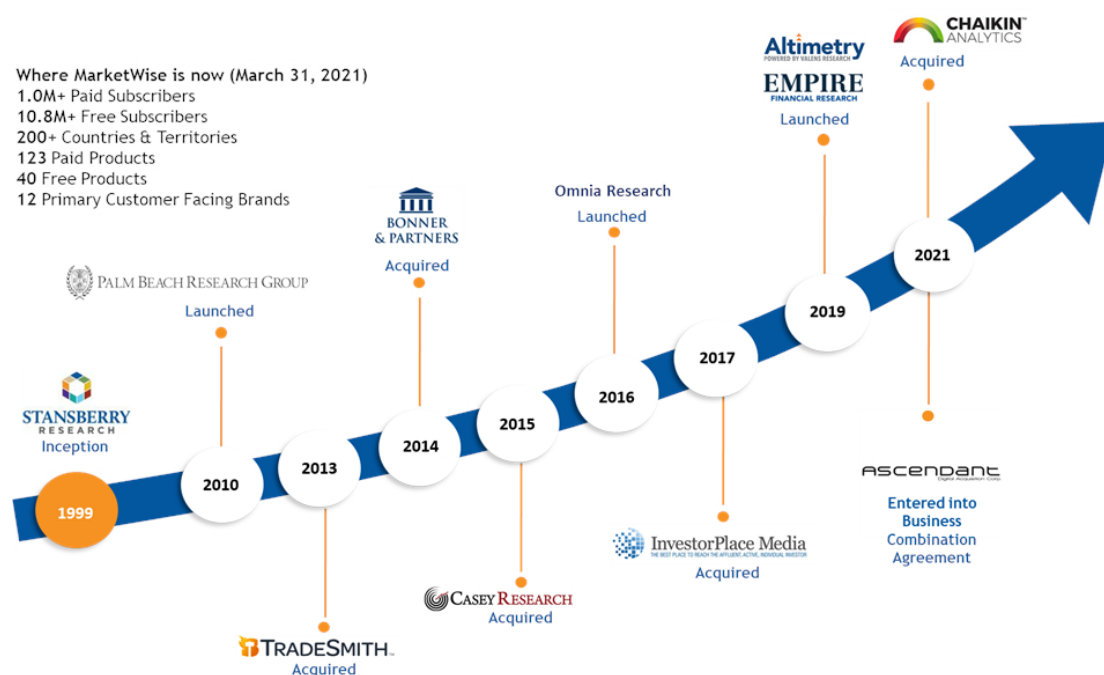 Where MarketWise is now (March 31, 2021)
1.0M+ Paid Subscribers
10.8M+ Free Subscribers
200+ Countries & Territories
123 Paid Products
40 Free Products
12 Primary Customer Facing Brands
STANSBERRY
RESEARCH
Inception
1999
PALM BEACH RESEARCH GROUP
Launched
2010
2013
TRADESMITH
Acquired
BONNER
& PARTNERS
Acquired
2014
2015
CASEY RESEARCH
Acquired
Omnia Research
Launched
2016
2017
InvestorPlace Media
THE BEST PLACE TO REACH THE AFFLUENT, ACTIVE, INDIVIDUAL INVESTOR
Acquired
Altimetry
POWERED BY VALENS RESEARCH
EMPIRE
FINANCIAL RESEARCH
Launched
2019
CHAIKIN™
ANALYTICS
Acquired
2021
ASCENDANT
Digital Acquisition Corp
Entered into
Business
Combination
Agreement